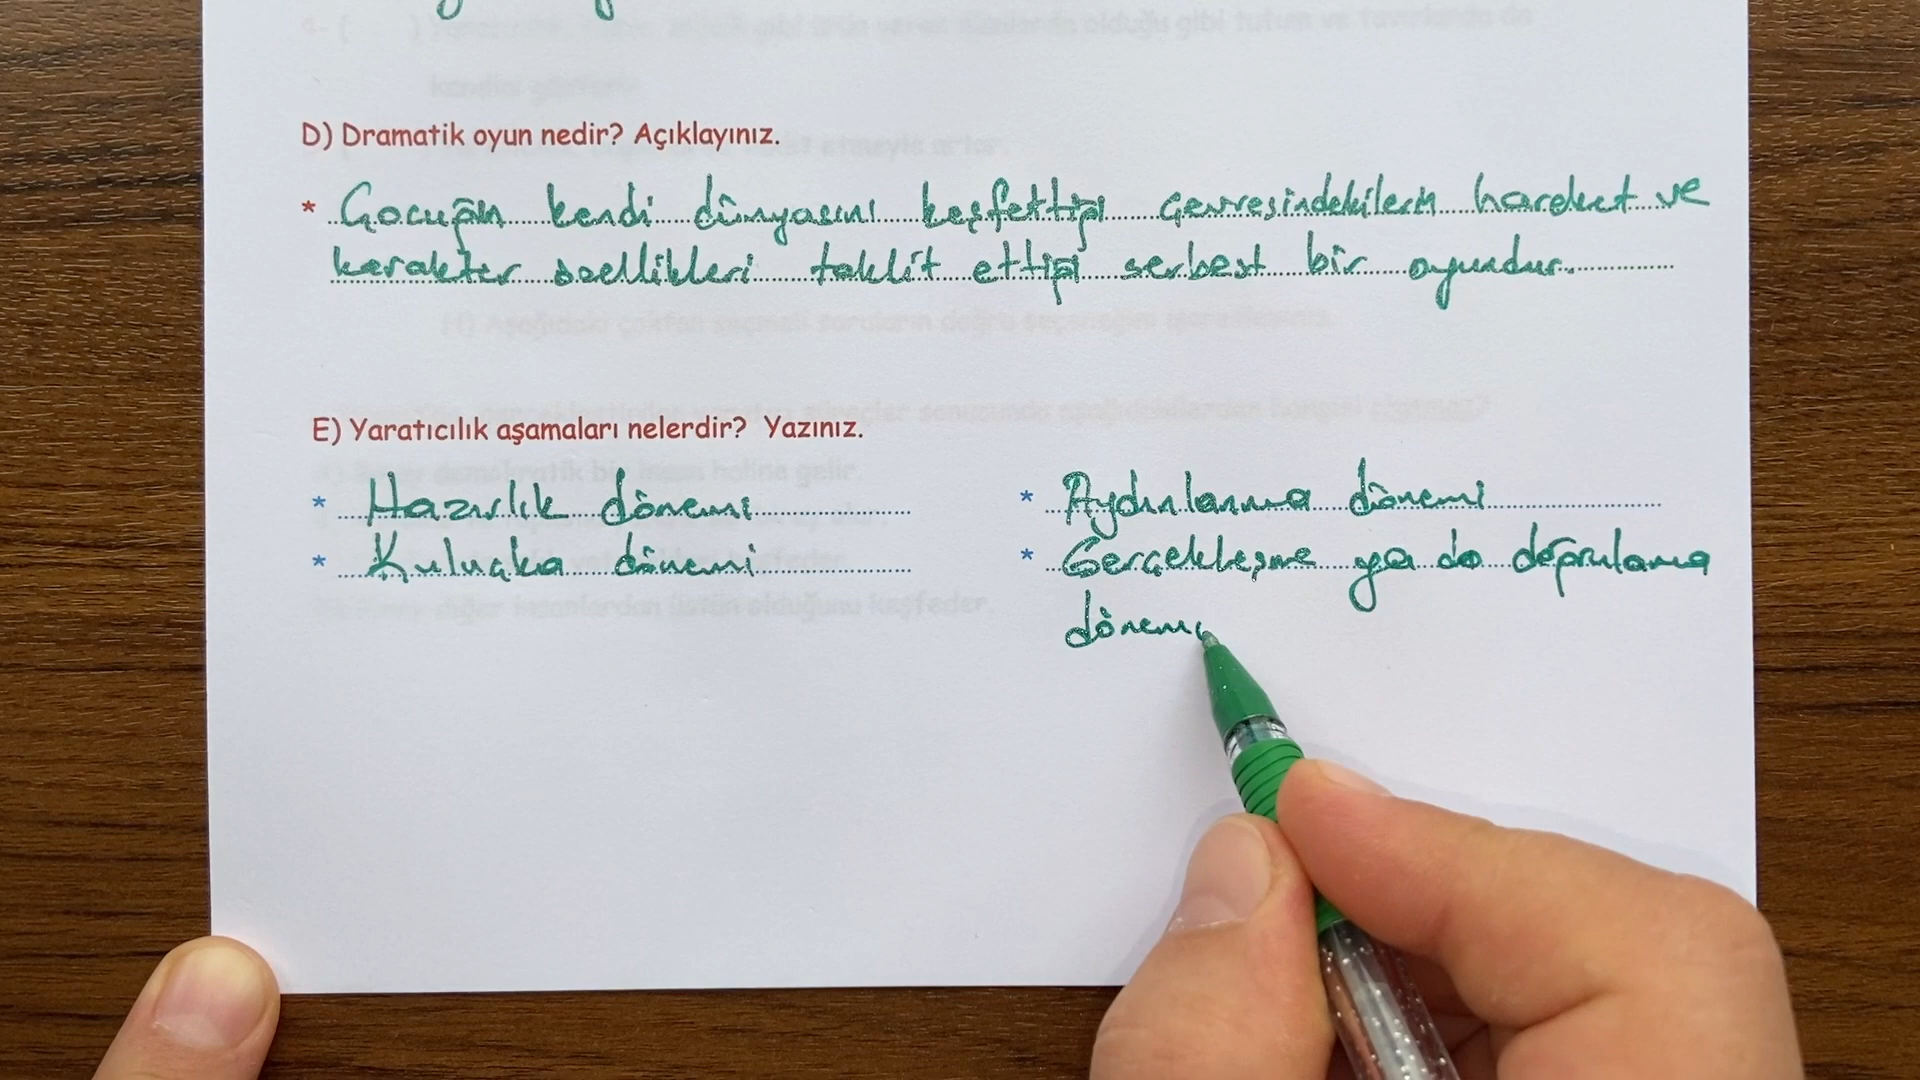 D) Dramatik oyun nedir? Açıklayınız.
* Çocuğun kendi dünyasını keşfettiği çevresindekilerin hareket ve
karakter özellikleri taklit ettiği serbest bir oyundur.
E) Yaratıcılık aşamaları nelerdir? Yazınız.
* Hazırlık dönemi
* Kuluçka dönemi
* Aydınlanma dönemi
* Gerçekleşme ya da doğrulama
dönemi